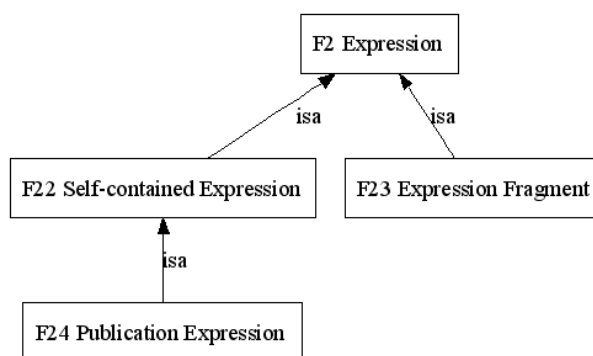 F2 Expression
isa
isa
F22 Self-contained Expression
F23 Expression Fragment
isa
F24 Publication Expression